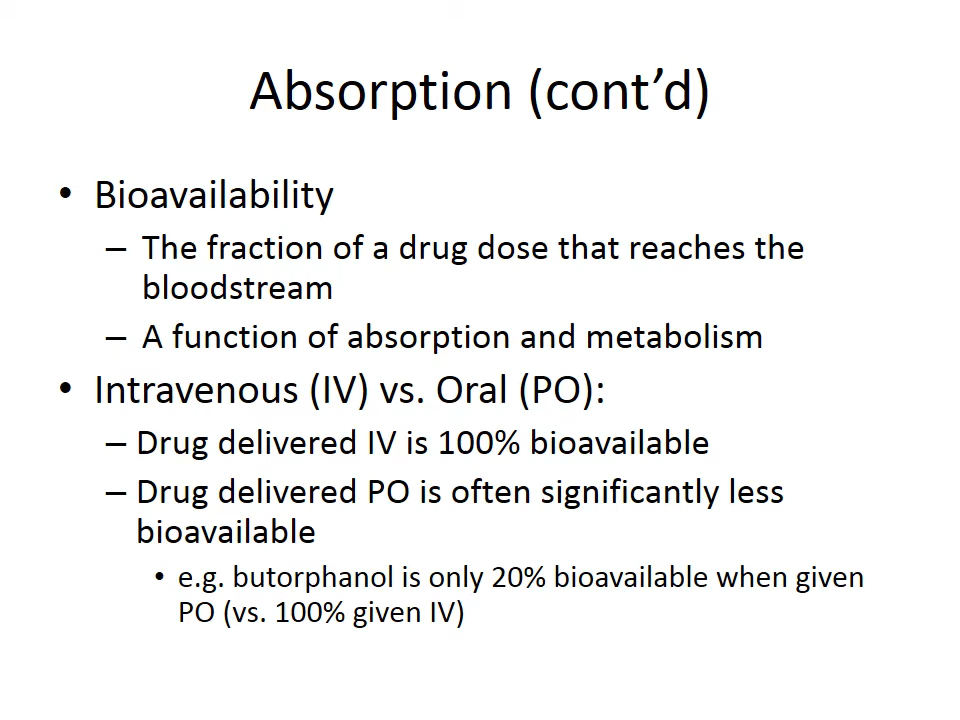 Absorption (cont’d)
• Bioavailability
– The fraction of a drug dose that reaches the
bloodstream
– A function of absorption and metabolism
• Intravenous (IV) vs. Oral (PO):
– Drug delivered IV is 100% bioavailable
– Drug delivered PO is often significantly less
bioavailable
• e.g. butorphanol is only 20% bioavailable when given
PO (vs. 100% given IV)